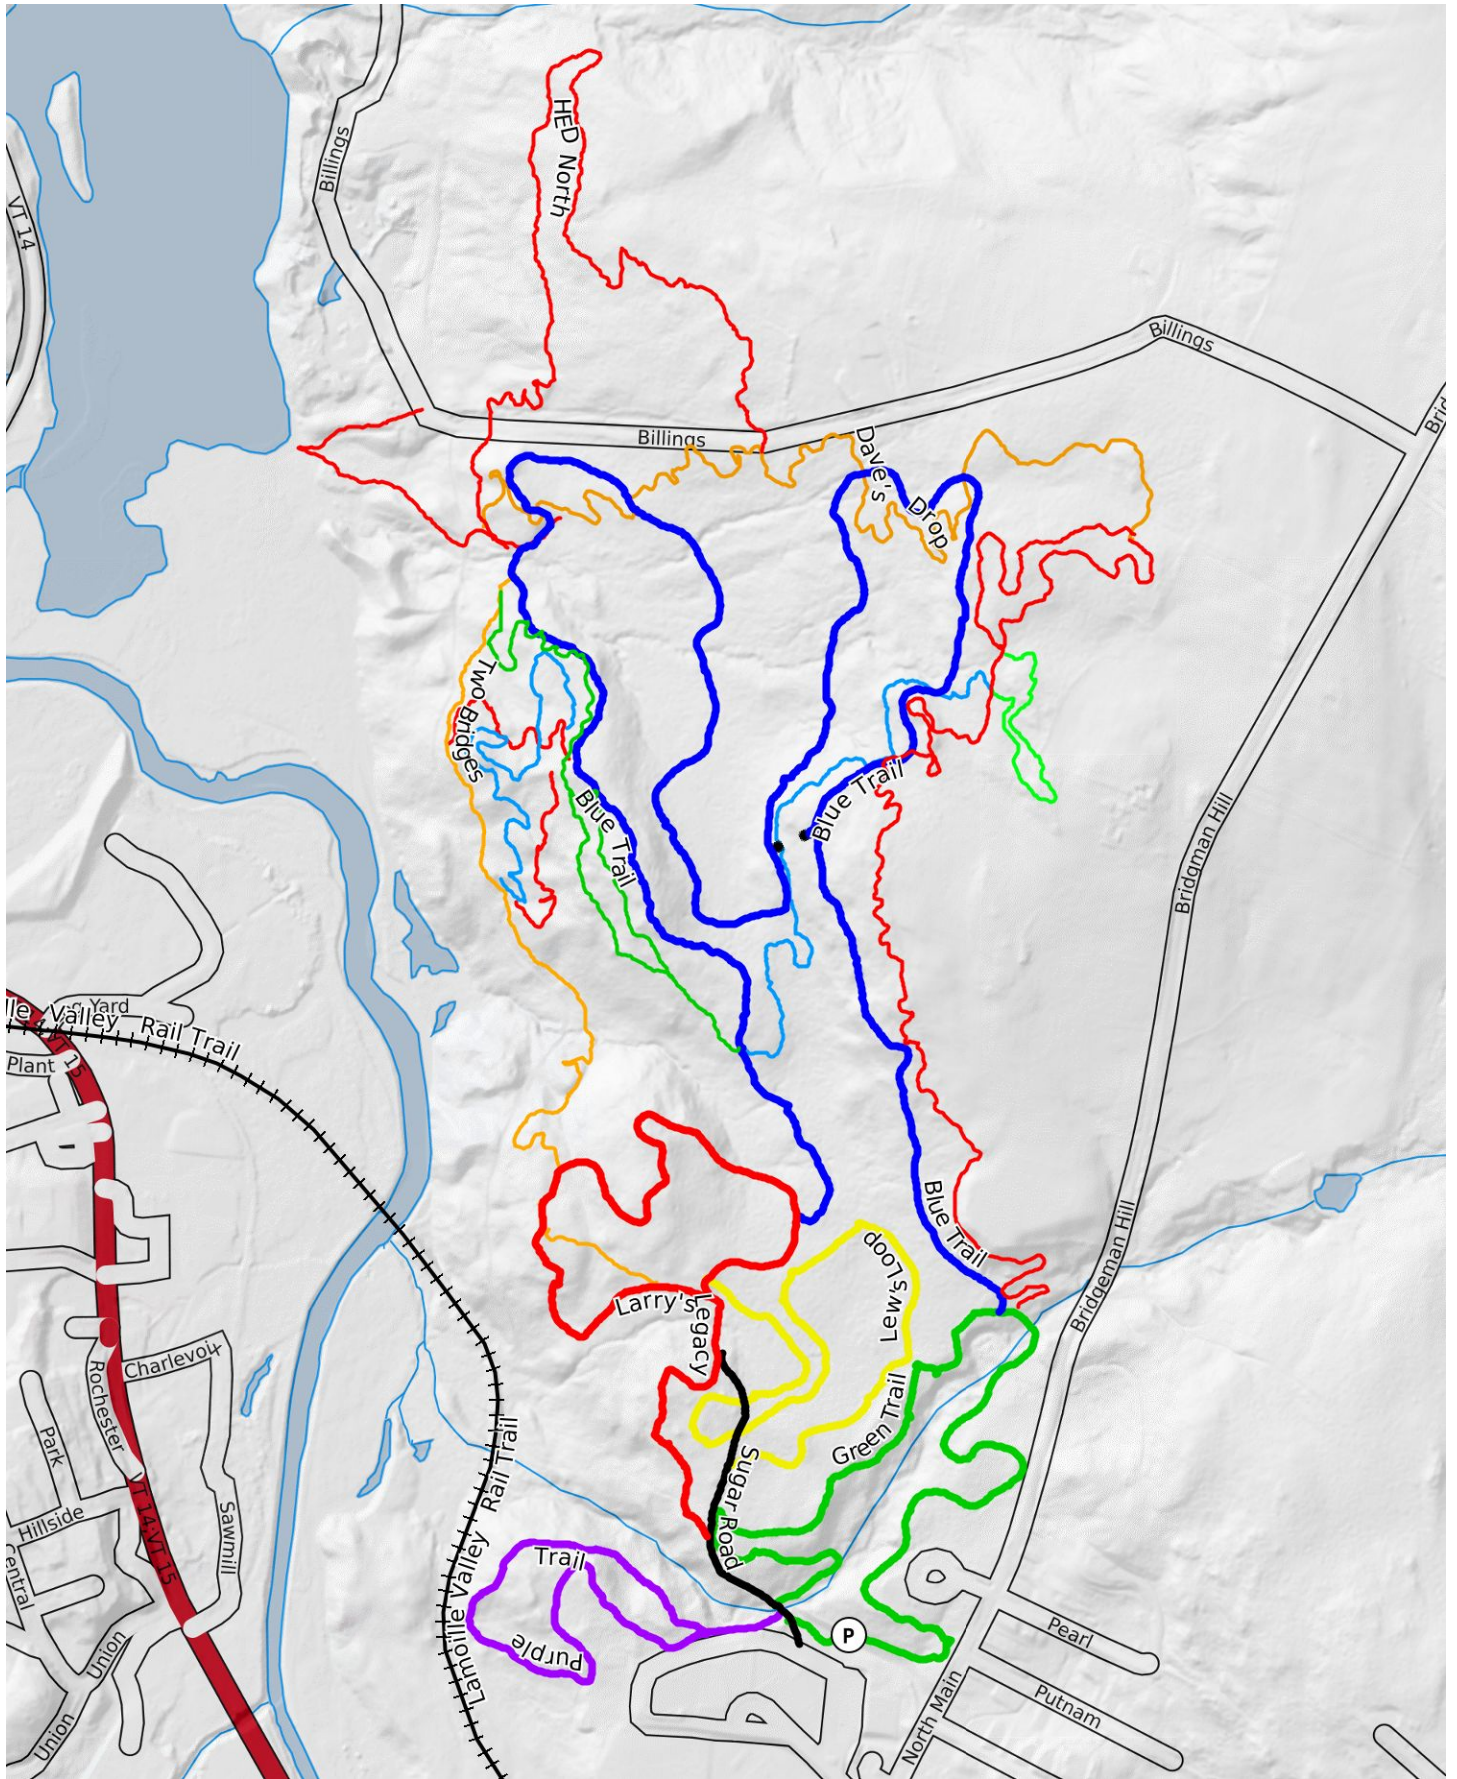 Billings
HED North
VT 14
Billings
Billings
Dave's
Drop
Two Bridges
Blue Trail
Blue Trail
Bridgman Hill
Yard
Valley Rail Trail
Plant
Blue Trail
Bridgeman Hill
Lew's Loop
Larry's
Legacy
Charlevoix
Rochester
Green Trail
Park
Sugar Road
Lamoille Valley Rail Trail
VT 14;VT 15
Hillside
Sawmill
Central
Trail
Purple
P
Pearl
Putnam
North Main
Union
Union